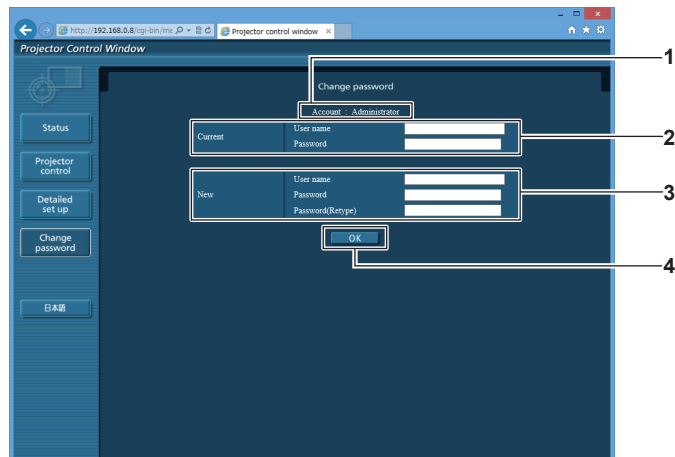 http://192.168.0.8/cgi-bin/mc
Projector control window
Projector Control Window
1
Change password
Account : Administrator
Status
Current
User name
Password
2
Projector control
New
User name
Password
Password(Retype)
3
Detailed set up
Change password
OK
4
日本語